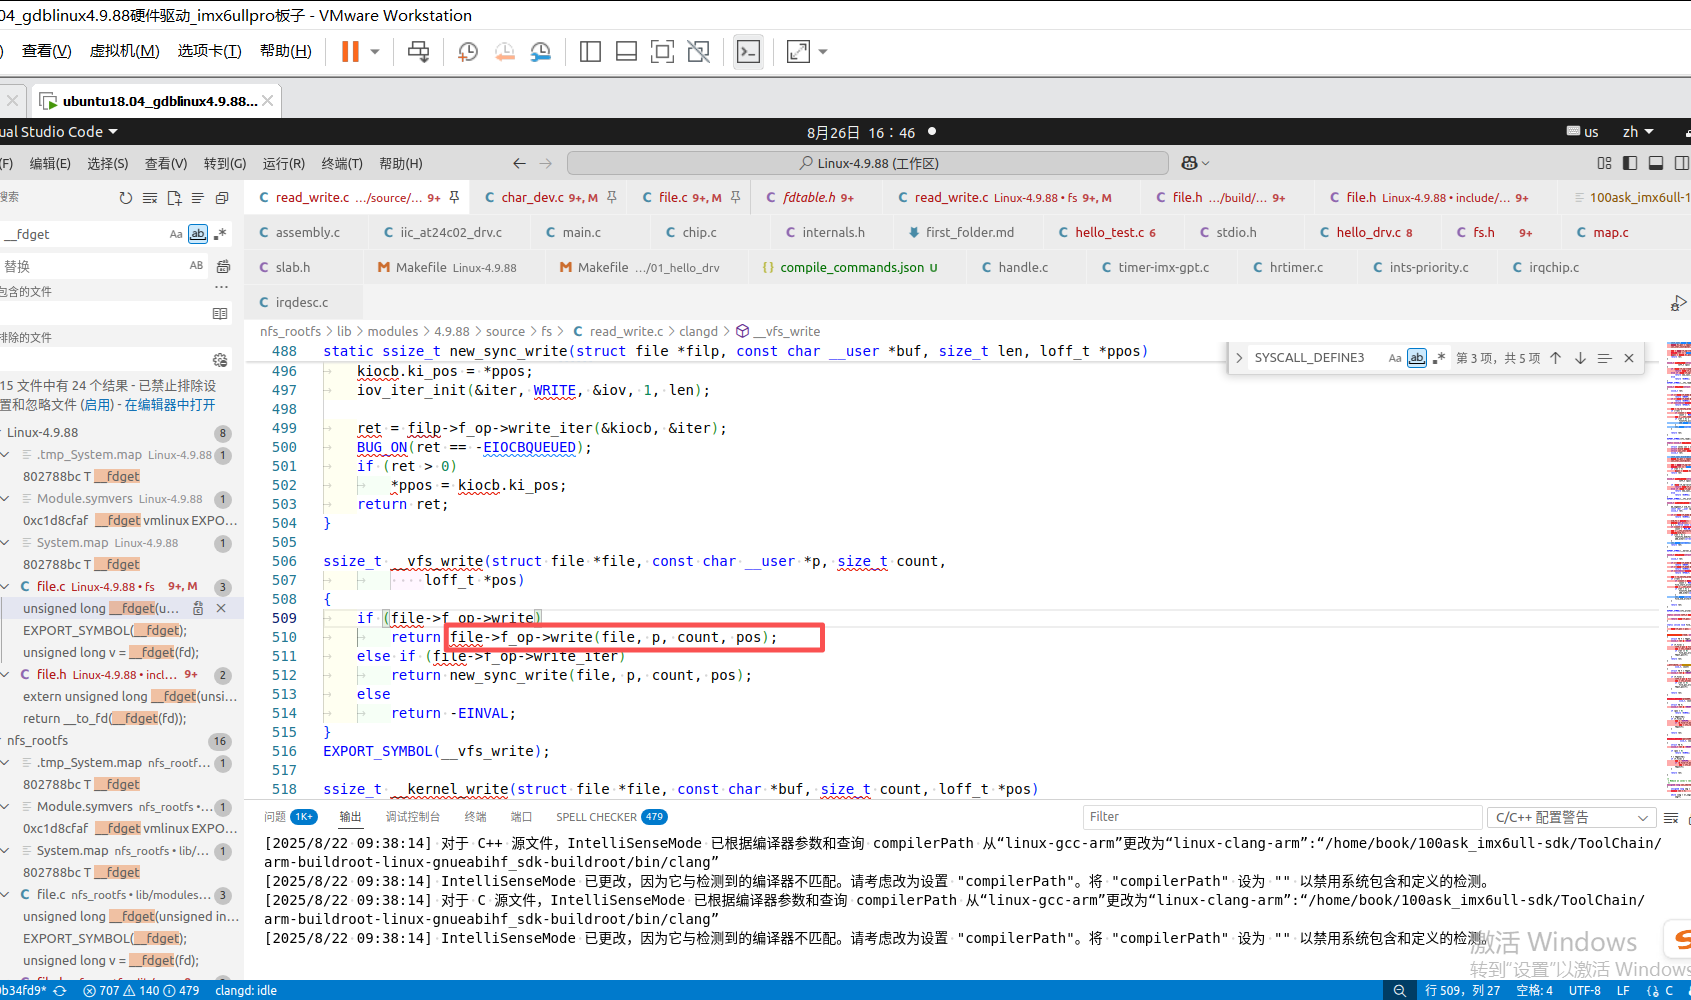 04_gdblinux4.9.88硬件驱动_imx6ullpro板子 - VMware Workstation
) 查看(V) 虚拟机(M) 选项卡(T) 帮助(H)
ubuntu18.04_gdblinux4.9.88...
ual Studio Code 8月26日 16：46 us zh
(F) 编辑(E) 选择(S) 查看(V) 转到(G) 运行(R) 终端(T) 帮助(H) Linux-4.9.88 (工作区)
搜索
read_write.c .../source/... 9+ char_dev.c 9+, M file.c 9+, M fdtable.h 9+ read_write.c Linux-4.9.88 • fs 9+, M file.h .../build/... 9+ file.h Linux-4.9.88 • include/... 9+ 100ask_imx6ull-1
assembly.c iic_at24c02_drv.c main.c chip.c internals.h first_folder.md hello_test.c 6 stdio.h hello_drv.c 8 fs.h 9+ map.c
slab.h Makefile Linux-4.9.88 Makefile .../01_hello_drv compile_commands.json U handle.c timer-imx-gpt.c hrtimer.c ints-priority.c irqchip.c
irqdesc.c
nfs_rootfs > lib > modules > 4.9.88 > source > fs > read_write.c > clangd > __vfs_write
__fdget Aa ab
替换 AB
包含的文件 ...
排除的文件
15 文件中有 24 个结果 - 已禁止排除设
置和忽略文件 (启用) - 在编辑器中打开
Linux-4.9.88 8
.tmp_System.map Linux-4.9.88 1
802788bc T __fdget
Module.symvers Linux-4.9.88 1
0xc1d8cfaf __fdget vmlinux EXPO...
System.map Linux-4.9.88 1
802788bc T __fdget
file.c Linux-4.9.88 • fs 9+, M 3
unsigned long __fdget(u...
EXPORT_SYMBOL(__fdget);
unsigned long v = __fdget(fd);
file.h Linux-4.9.88 • incl... 9+ 2
extern unsigned long __fdget(unsi...
return __to_fd(__fdget(fd));
nfs_rootfs 16
.tmp_System.map nfs_rootf... 1
802788bc T __fdget
Module.symvers nfs_rootfs •... 1
0xc1d8cfaf __fdget vmlinux EXPO...
System.map nfs_rootfs • lib/... 1
802788bc T __fdget
file.c nfs_rootfs • lib/modules... 3
unsigned long __fdget(unsigned in...
EXPORT_SYMBOL(__fdget);
unsigned long v = __fdget(fd);
SYSCALL_DEFINE3 Aa ab 第 3 项，共 5 项
488 static ssize_t new_sync_write(struct file *filp, const char __user *buf, size_t len, loff_t *ppos)
496 kiocb.ki_pos = *ppos;
497 iov_iter_init(&iter, WRITE, &iov, 1, len);
498
499 ret = filp->f_op->write_iter(&kiocb, &iter);
500 BUG_ON(ret == -EIOCBQUEUED);
501 if (ret > 0)
502 *ppos = kiocb.ki_pos;
503 return ret;
504 }
505
506 ssize_t __vfs_write(struct file *file, const char __user *p, size_t count,
507 loff_t *pos)
508 {
509 if (file->f_op->write)
510 return file->f_op->write(file, p, count, pos);
511 else if (file->f_op->write_iter)
512 return new_sync_write(file, p, count, pos);
513 else
514 return -EINVAL;
515 }
516 EXPORT_SYMBOL(__vfs_write);
517
518 ssize_t __kernel_write(struct file *file, const char *buf, size_t count, loff_t *pos)
问题 1K+ 输出 调试控制台 终端 端口 SPELL CHECKER 479 Filter C/C++ 配置警告
[2025/8/22 09:38:14] 对于 C++ 源文件，IntelliSenseMode 已根据编译器参数和查询 compilerPath 从“linux-gcc-arm”更改为“linux-clang-arm”:“/home/book/100ask_imx6ull-sdk/ToolChain/
arm-buildroot-linux-gnueabihf_sdk-buildroot/bin/clang”
[2025/8/22 09:38:14] IntelliSenseMode 已更改，因为它与检测到的编译器不匹配。请考虑改为设置 "compilerPath"。将 "compilerPath" 设为 "" 以禁用系统包含和定义的检测。
[2025/8/22 09:38:14] 对于 C 源文件，IntelliSenseMode 已根据编译器参数和查询 compilerPath 从“linux-gcc-arm”更改为“linux-clang-arm”:“/home/book/100ask_imx6ull-sdk/ToolChain/
arm-buildroot-linux-gnueabihf_sdk-buildroot/bin/clang”
[2025/8/22 09:38:14] IntelliSenseMode 已更改，因为它与检测到的编译器不匹配。请考虑改为设置 "compilerPath"。将 "compilerPath" 设为 "" 以禁用系统包含和定义的检测。
激活 Windows
转到"设置"以激活 Windows
0b34fd9* 707 140 479 clangd: idle 行 509，列 27 空格: 4 UTF-8 LF C